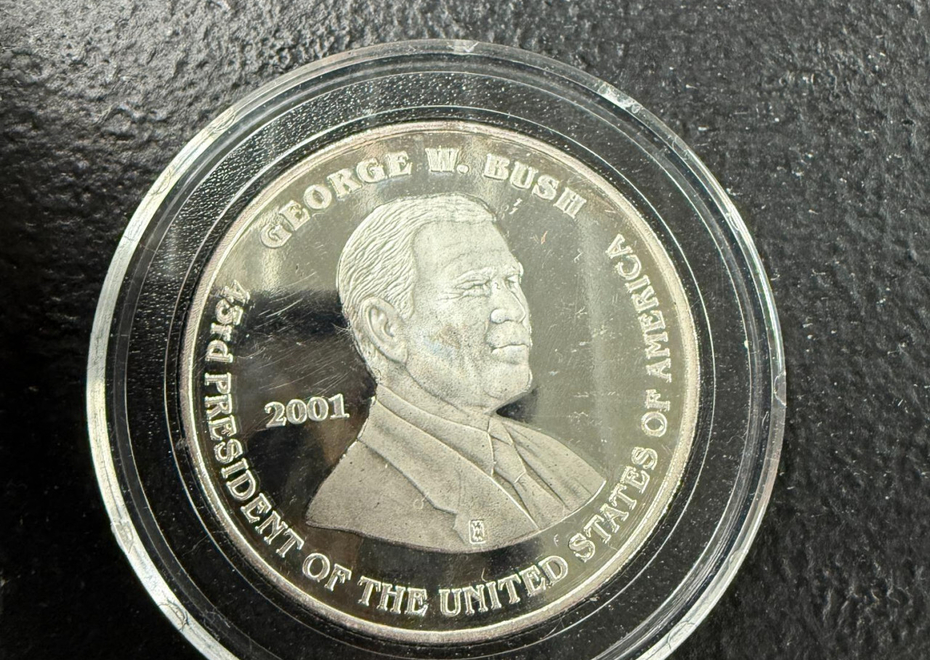 GEORGE W. BUSH
2001
43rd PRESIDENT OF THE UNITED STATES OF AMERICA